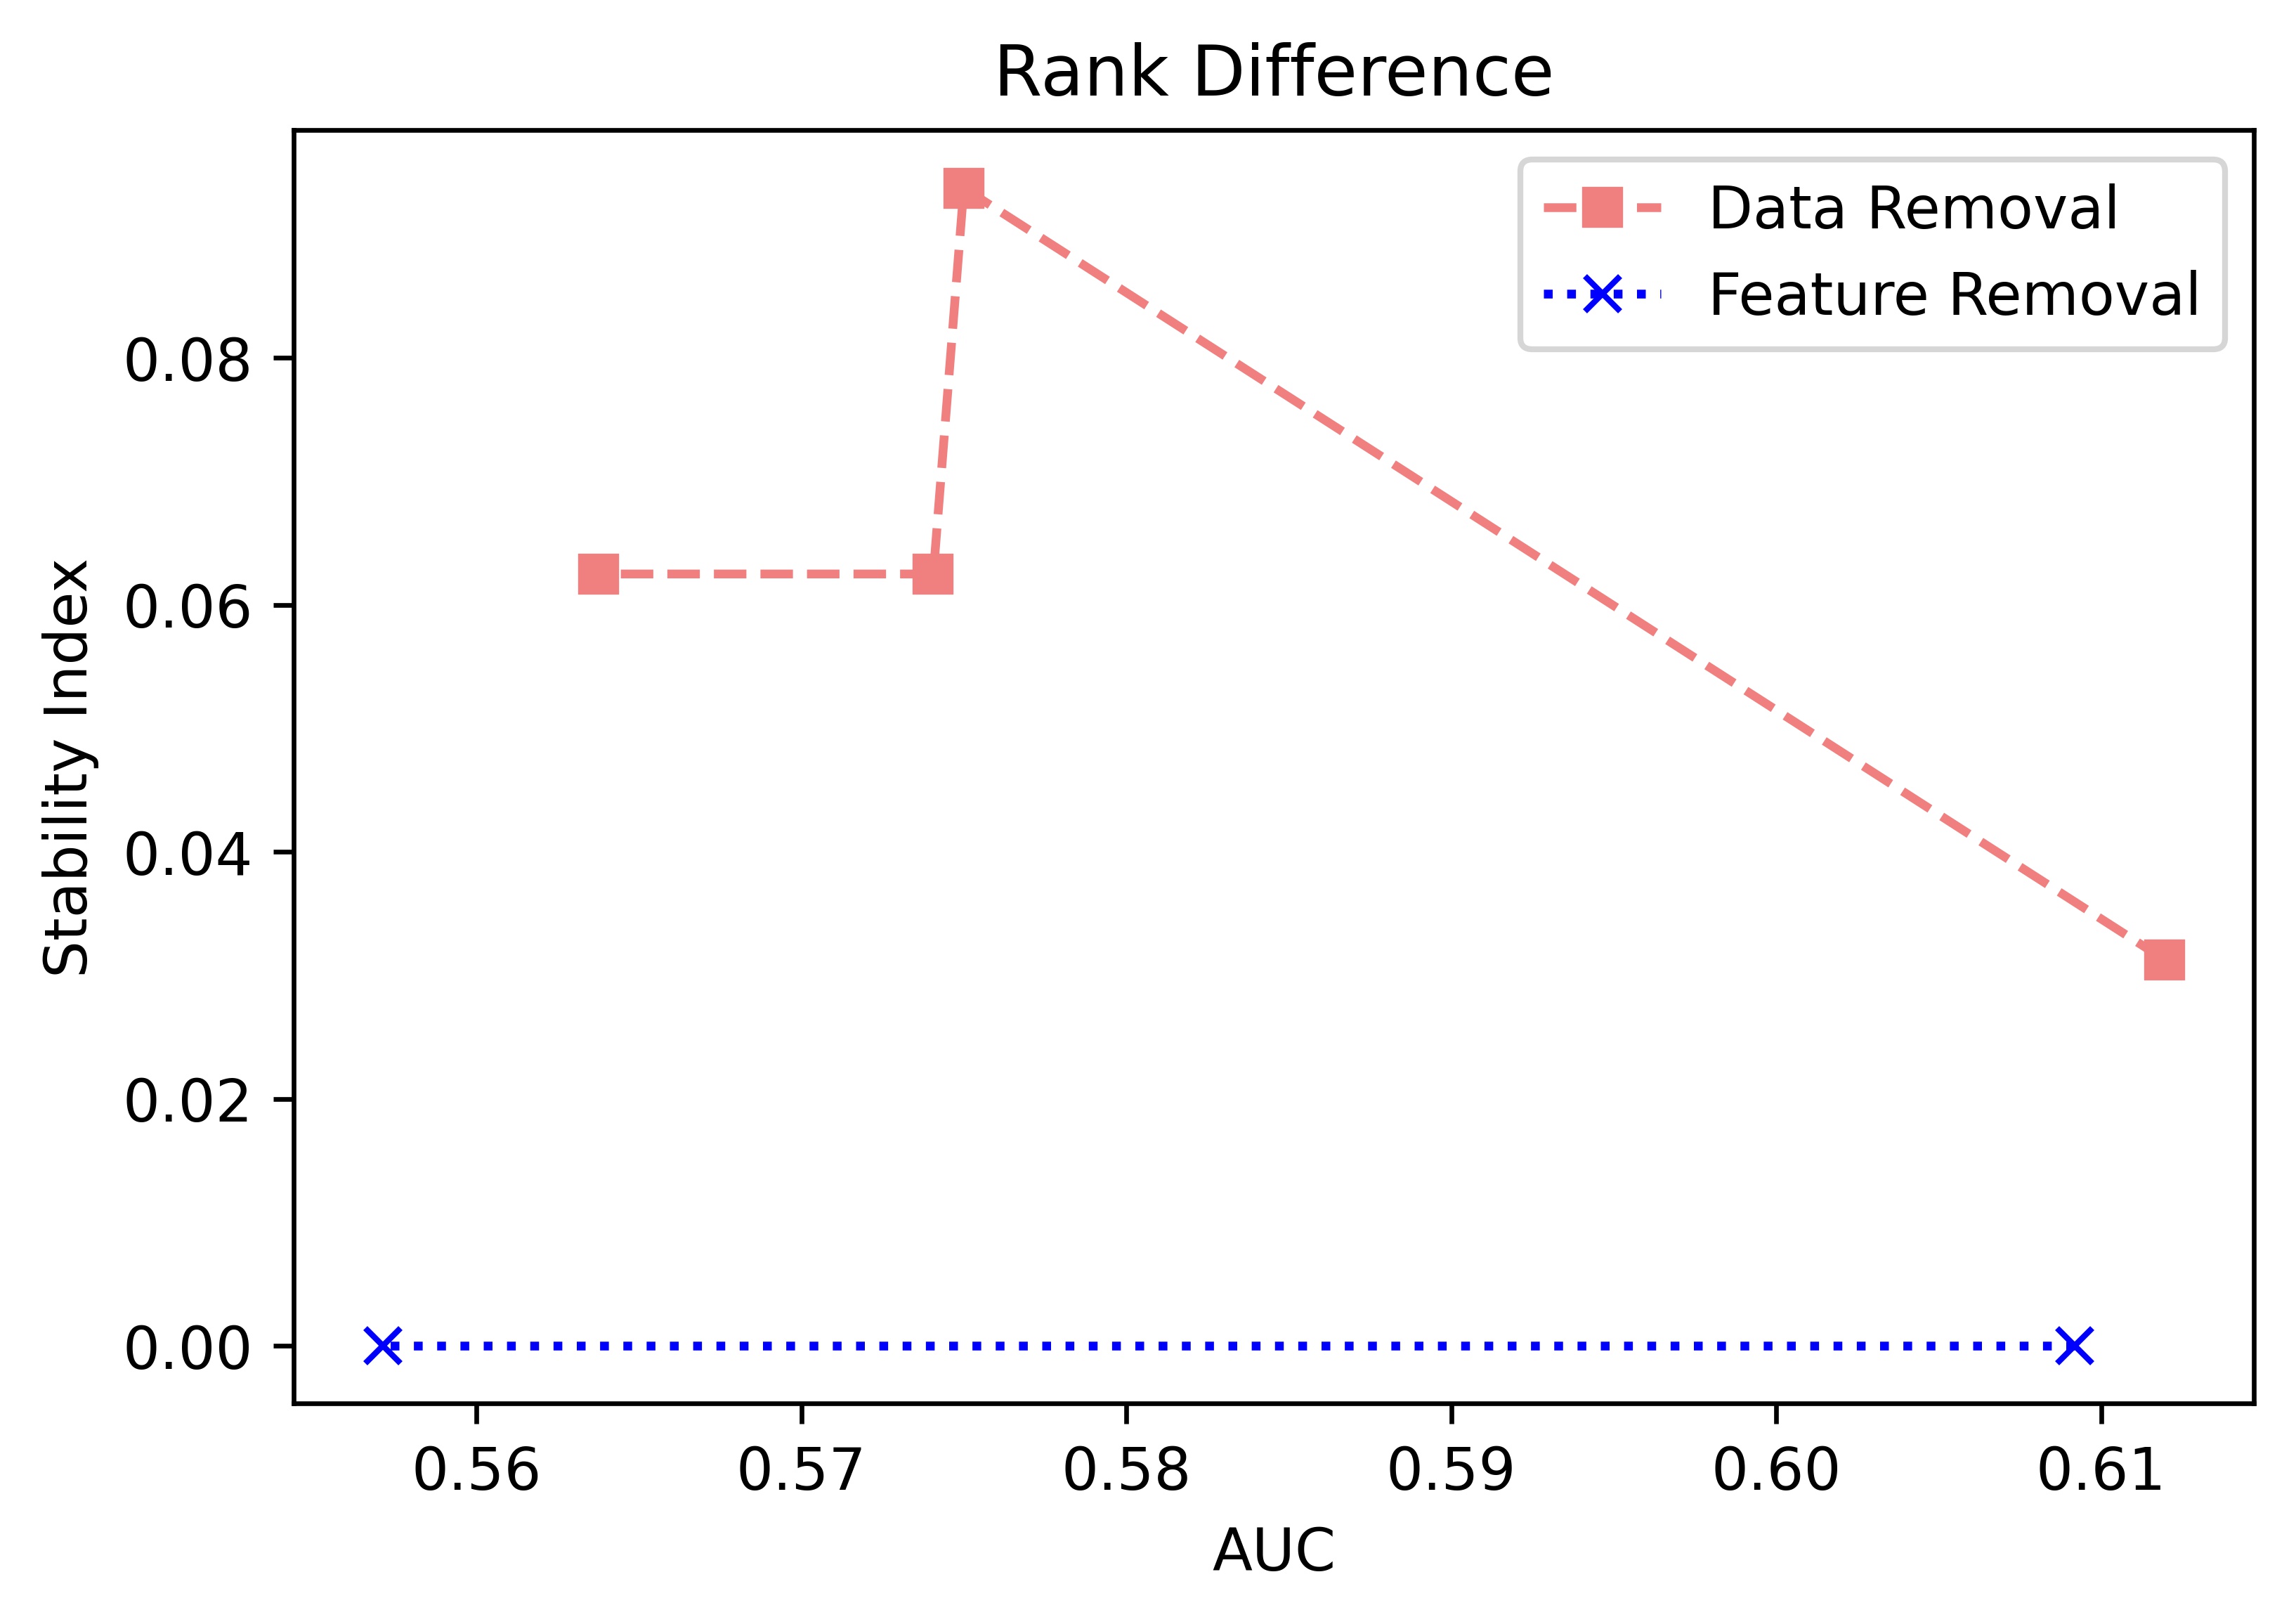 Rank Difference
Data Removal
Feature Removal
Stability Index
0.08
0.06
0.04
0.02
0.00
0.56
0.57
0.58
0.59
0.60
0.61
AUC